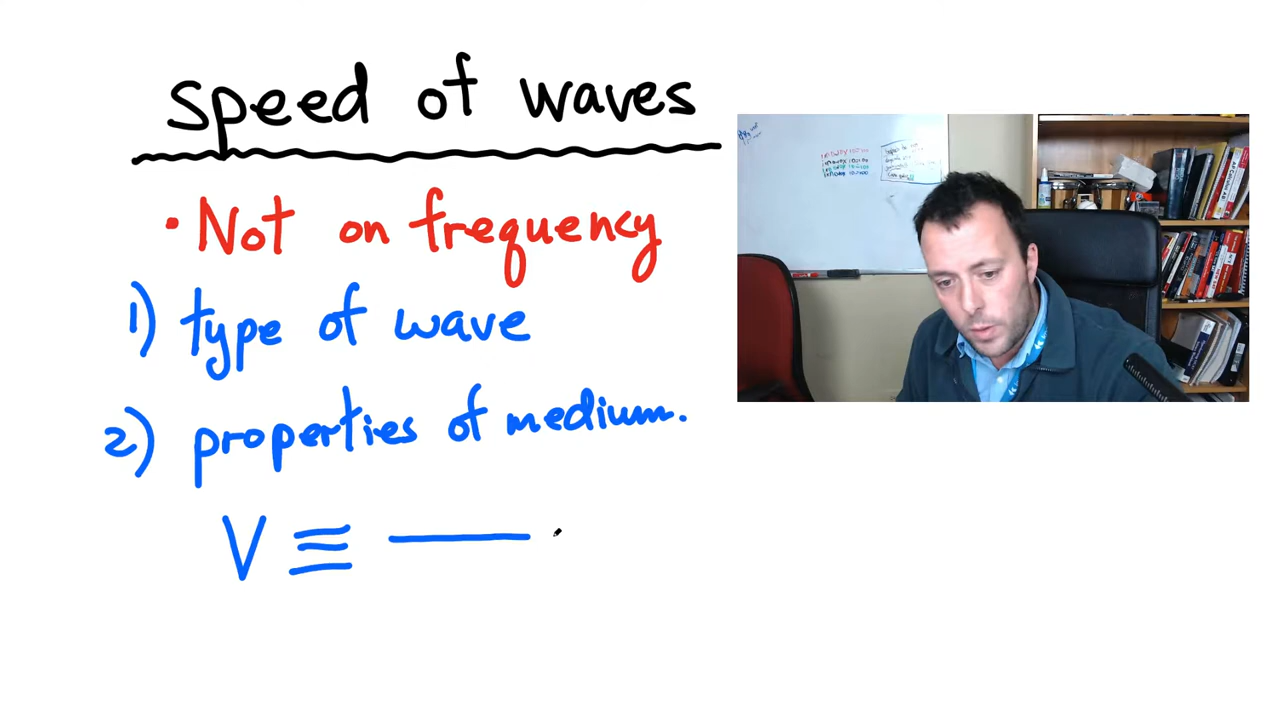 speed of waves
• Not on frequency
1) type of wave
2) properties of medium.
V ≡